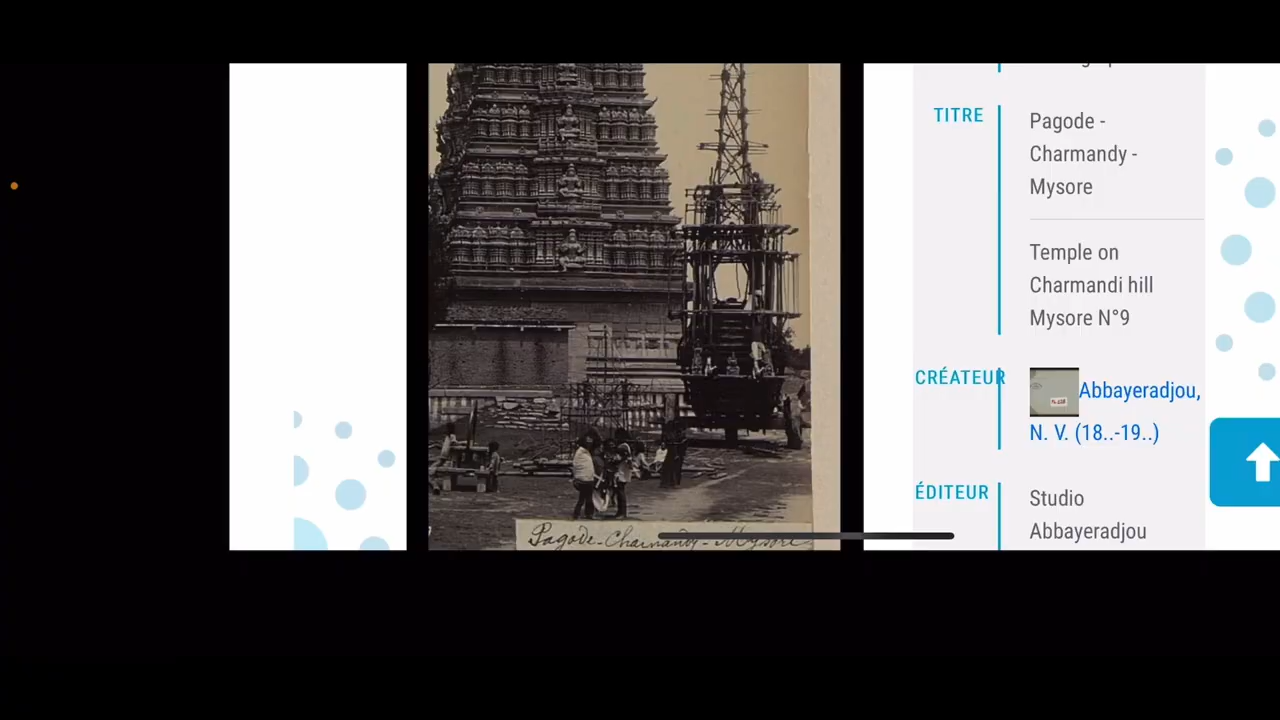 Pagode-Charmandy-Mysore
TITRE
Pagode -
Charmandy -
Mysore
Temple on
Charmandi hill
Mysore N°9
CRÉATEUR
Abbayeradjou,
N. V. (18..-19..)
ÉDITEUR
Studio
Abbayeradjou